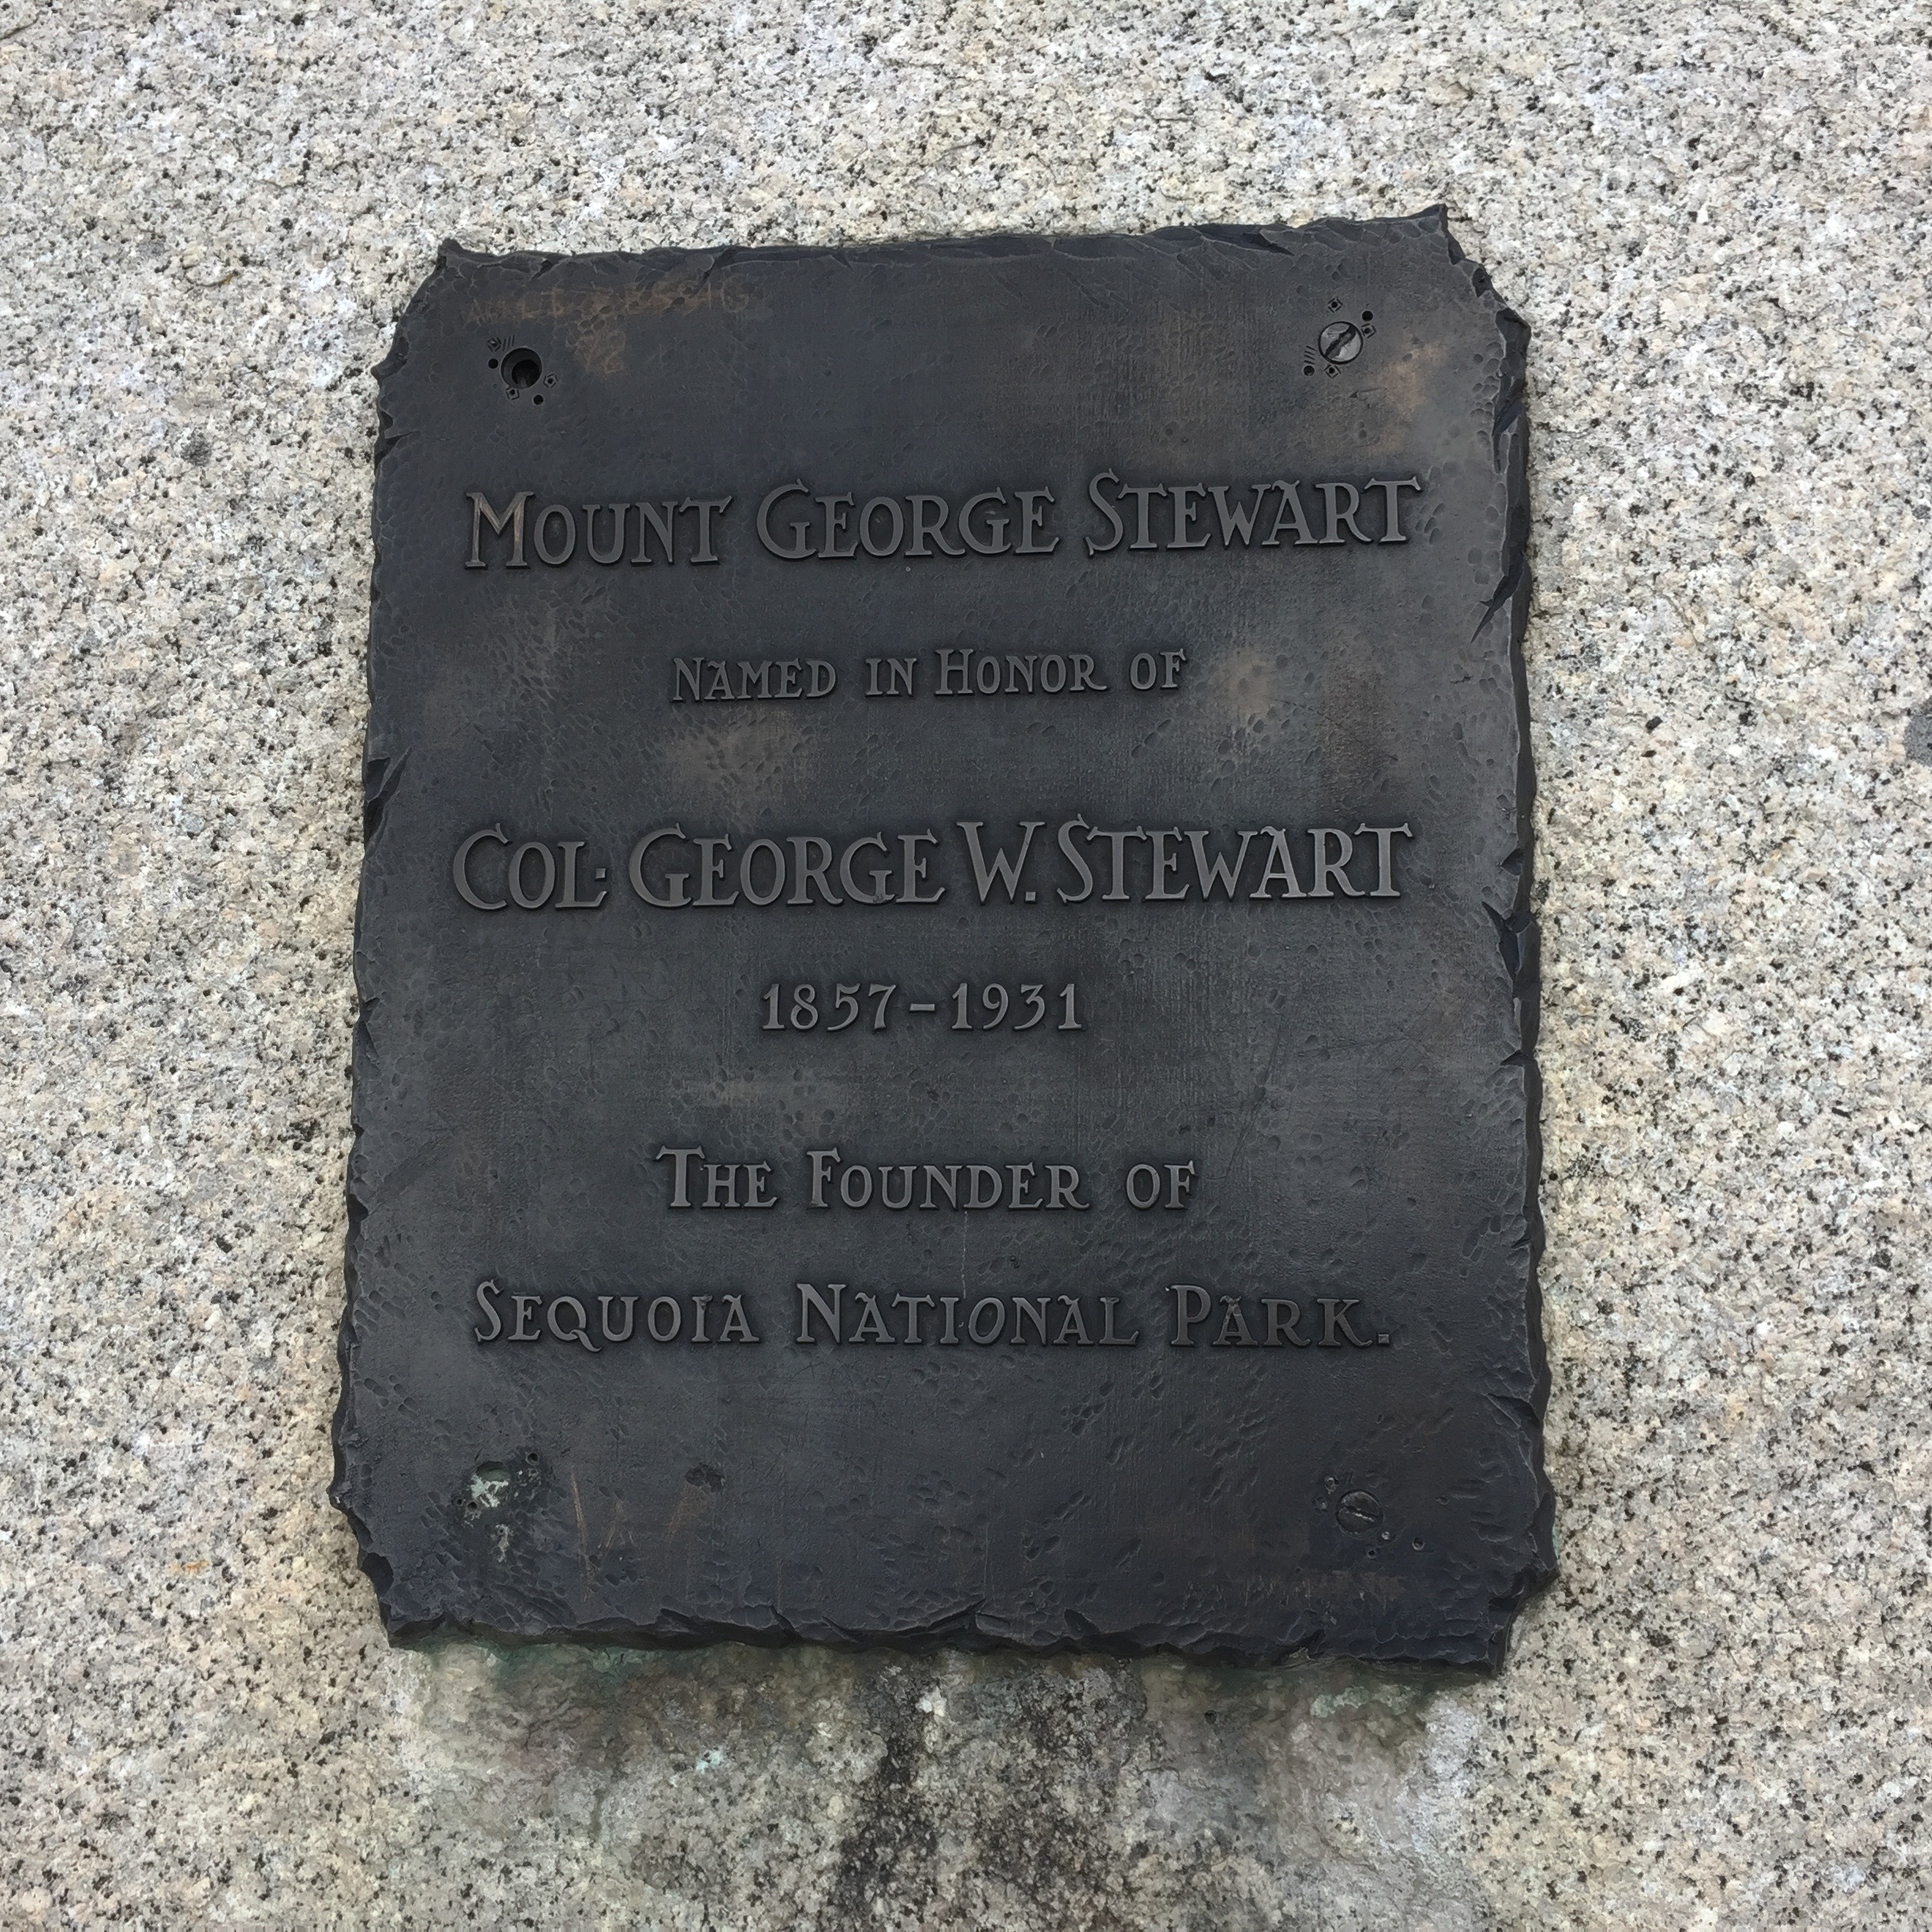 MOUNT GEORGE STEWART
NAMED IN HONOR OF
COL: GEORGE W. STEWART
1857-1931
THE FOUNDER OF
SEQUOIA NATIONAL PARK.